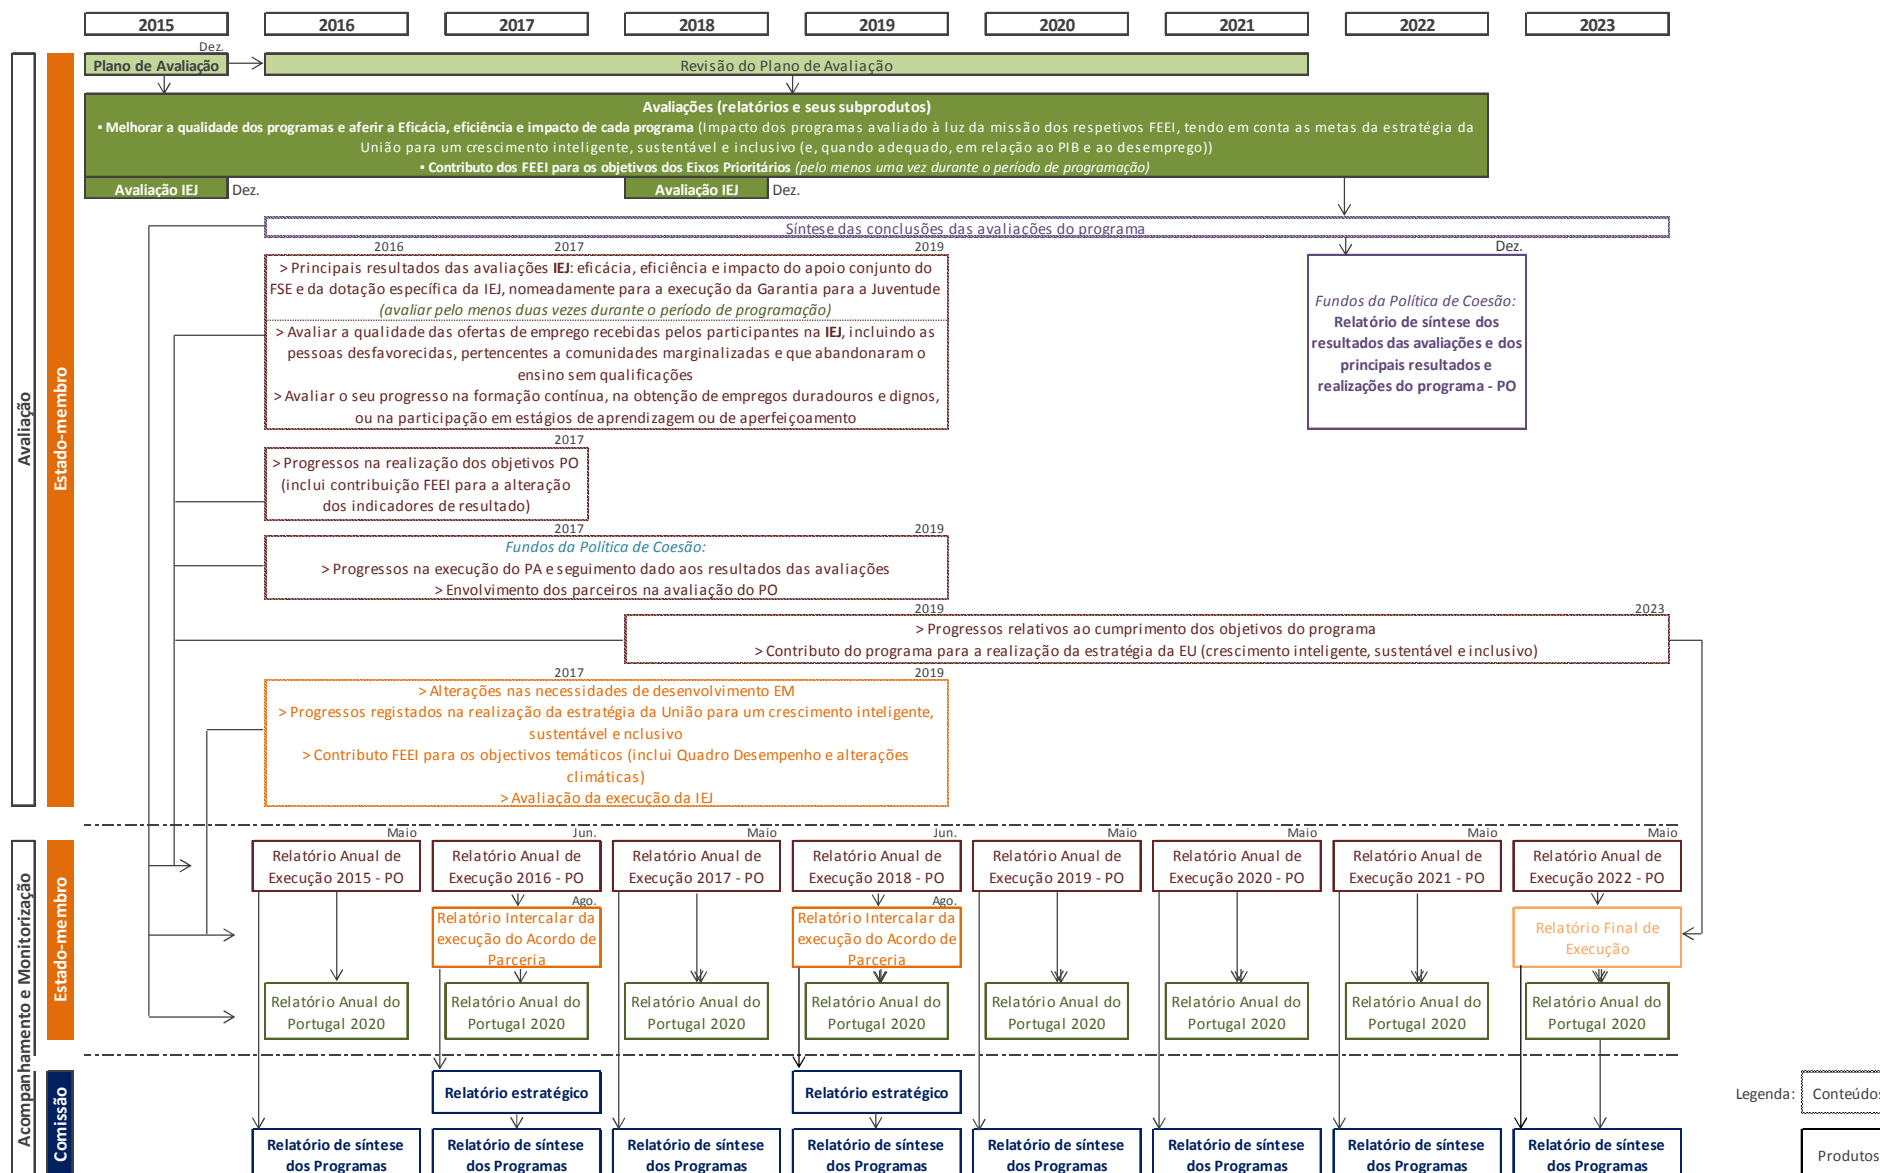 2015 2016 2017 2018 2019 2020 2021 2022 2023
Dez.
Plano de Avaliação
Revisão do Plano de Avaliação
Avaliações (relatórios e seus subprodutos)
▪ Melhorar a qualidade dos programas e aferir a Eficácia, eficiência e impacto de cada programa (Impacto dos programas avaliado à luz da missão dos respetivos FEEI, tendo em conta as metas da estratégia da
União para um crescimento inteligente, sustentável e inclusivo (e, quando adequado, em relação ao PIB e ao desemprego))
▪ Contributo dos FEEI para os objetivos dos Eixos Prioritários (pelo menos uma vez durante o período de programação)
Avaliação IEJ Dez.
Avaliação IEJ Dez.
Síntese das conclusões das avaliações do programa
2016 2017 2019
> Principais resultados das avaliações IEJ: eficácia, eficiência e impacto do apoio conjunto do
FSE e da dotação específica da IEJ, nomeadamente para a execução da Garantia para a Juventude
(avaliar pelo menos duas vezes durante o período de programação)
> Avaliar a qualidade das ofertas de emprego recebidas pelos participantes na IEJ, incluindo as
pessoas desfavorecidas, pertencentes a comunidades marginalizadas e que abandonaram o
ensino sem qualificações
> Avaliar o seu progresso na formação contínua, na obtenção de empregos duradouros e dignos,
ou na participação em estágios de aprendizagem ou de aperfeiçoamento
Dez.
Fundos da Política de Coesão:
Relatório de síntese dos
resultados das avaliações e dos
principais resultados e
realizações do programa - PO
2017
> Progressos na realização dos objetivos PO
(inclui contribuição FEEI para a alteração
dos indicadores de resultado)
2017 2019
Fundos da Política de Coesão:
> Progressos na execução do PA e seguimento dado aos resultados das avaliações
> Envolvimento dos parceiros na avaliação do PO
2019 2023
> Progressos relativos ao cumprimento dos objetivos do programa
> Contributo do programa para a realização da estratégia da EU (crescimento inteligente, sustentável e inclusivo)
2017 2019
> Alterações nas necessidades de desenvolvimento EM
> Progressos registados na realização da estratégia da União para um crescimento inteligente,
sustentável e nclusivo
> Contributo FEEI para os objectivos temáticos (inclui Quadro Desempenho e alterações
climáticas)
> Avaliação da execução da IEJ
Avaliação
Estado-membro
Maio Jun. Maio Jun. Maio Maio Maio Maio
Relatório Anual de
Execução 2015 - PO
Relatório Anual de
Execução 2016 - PO
Relatório Anual de
Execução 2017 - PO
Relatório Anual de
Execução 2018 - PO
Relatório Anual de
Execução 2019 - PO
Relatório Anual de
Execução 2020 - PO
Relatório Anual de
Execução 2021 - PO
Relatório Anual de
Execução 2022 - PO
Ago.
Relatório Intercalar da
execução do Acordo de
Parceria
Ago.
Relatório Intercalar da
execução do Acordo de
Parceria
Relatório Final de
Execução
Relatório Anual do
Portugal 2020
Relatório Anual do
Portugal 2020
Relatório Anual do
Portugal 2020
Relatório Anual do
Portugal 2020
Relatório Anual do
Portugal 2020
Relatório Anual do
Portugal 2020
Relatório Anual do
Portugal 2020
Relatório Anual do
Portugal 2020
Acompanhamento e Monitorização
Estado-membro
Comissão
Relatório estratégico
Relatório estratégico
Relatório de síntese
dos Programas
Relatório de síntese
dos Programas
Relatório de síntese
dos Programas
Relatório de síntese
dos Programas
Relatório de síntese
dos Programas
Relatório de síntese
dos Programas
Relatório de síntese
dos Programas
Relatório de síntese
dos Programas
Legenda: Conteúdos
Produtos